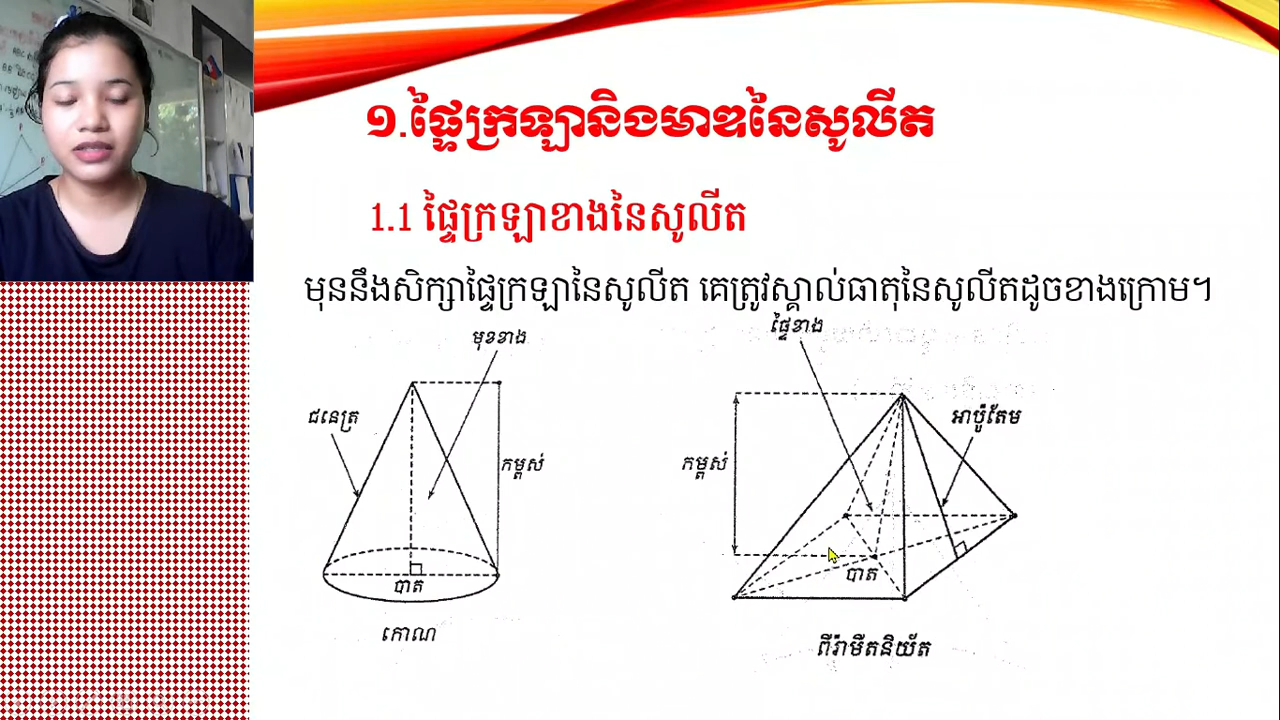 ១.ផ្ទៃក្រឡានិងមាឌនៃសូលីត
1.1 ផ្ទៃក្រឡាខាងនៃសូលីត
មុននឹងសិក្សាផ្ទៃក្រឡានៃសូលីត គេត្រូវស្គាល់ធាតុនៃសូលីតដូចខាងក្រោម។
មុខខាង
ជនេត្រ
កម្ពស់
បាត
កោណ
ផ្ទៃខាង
អាប៉ូតែម
កម្ពស់
បាត
ពីរ៉ាមីតនិយ័ត